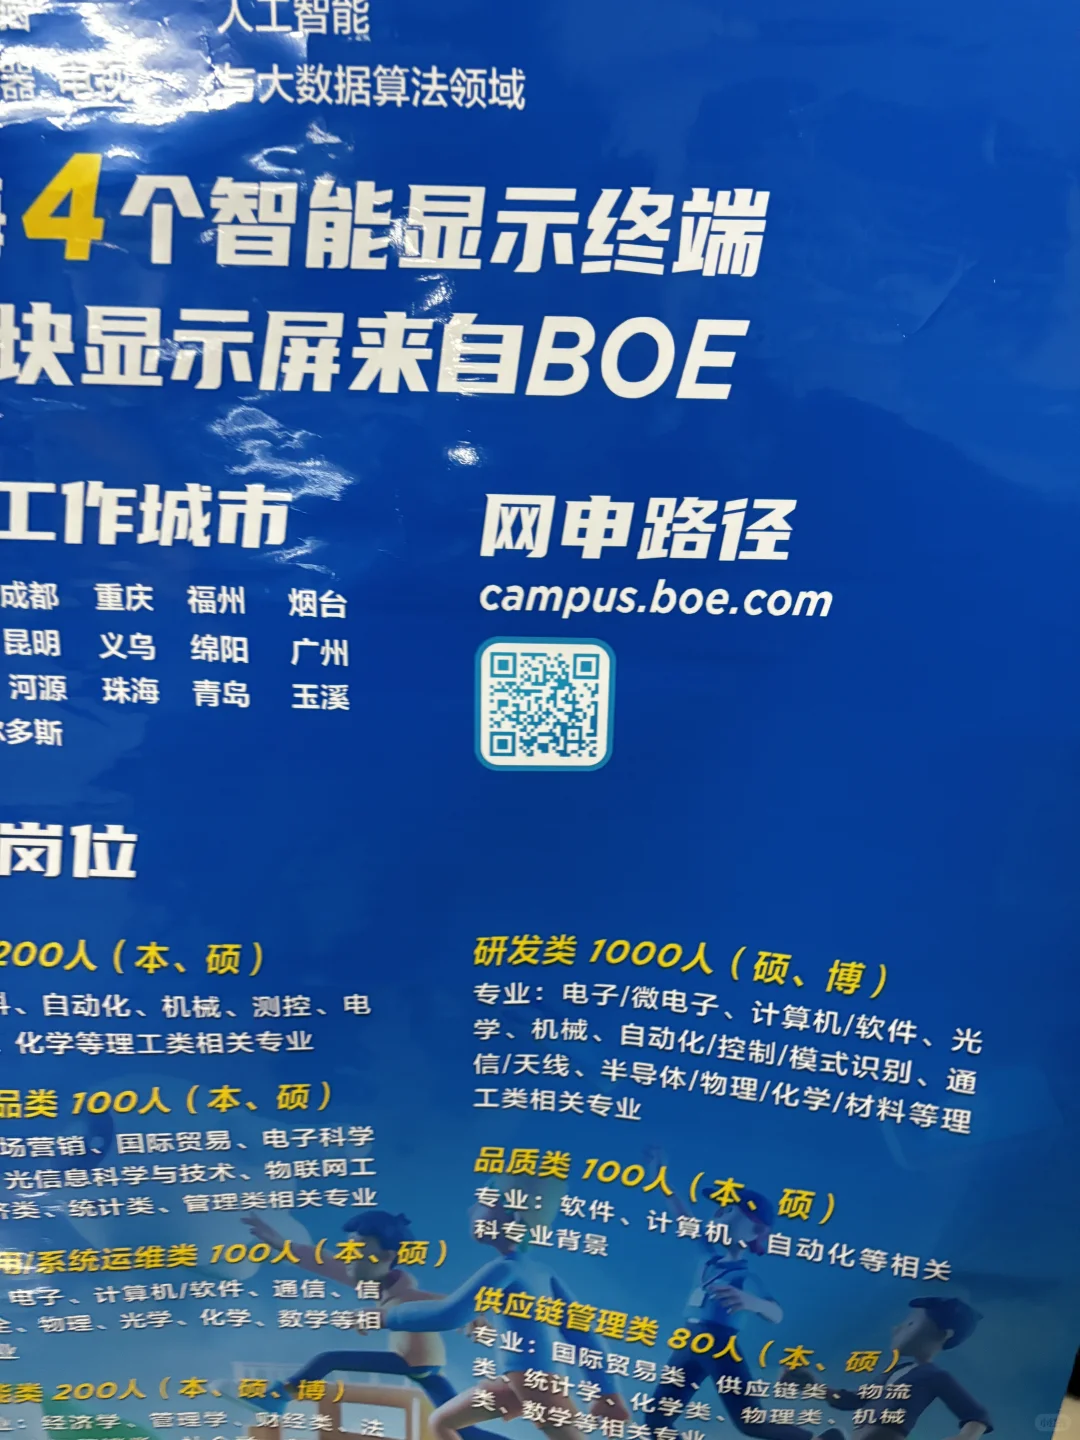 人工智能
器 电视 与大数据算法领域
4个智能显示终端
块显示屏来自BOE
工作城市
成都 重庆 福州 烟台
昆明 义乌 绵阳 广州
河源 珠海 青岛 玉溪
多斯
网申路径
campus.boe.com
岗位
200人（本、硕）
、自动化、机械、测控、电
、化学等理工类相关专业
品类 100人（本、硕）
场营销、国际贸易、电子科学
光信息科学与技术、物联网工
类、统计类、管理类相关专业
用/系统运维类 100人（本、硕）
电子、计算机/软件、通信、信
全、物理、光学、化学、数学等相
业
能类 200人（本、硕、博）
业：经济学、管理学、财经类、法
研发类 1000人（硕、博）
专业：电子/微电子、计算机/软件、光
学、机械、自动化/控制/模式识别、通
信/天线、半导体/物理/化学/材料等理
工类相关专业
品质类 100人（本、硕）
专业：软件、计算机、自动化等相关
科专业背景
供应链管理类 80人（本、硕）
专业：国际贸易类、供应链类、物流
类、统计学、化学类、物理类、机械
类、数学等相关专业